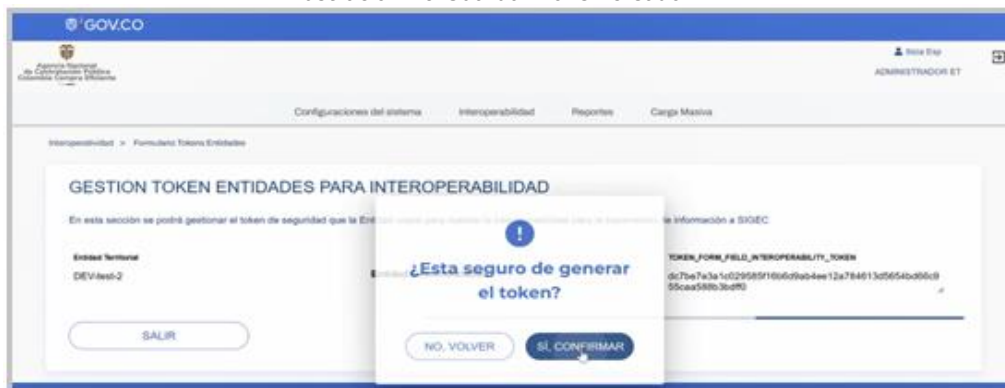 GOV.CO
Agencia Nacional
de Contratación Pública
Colombia Compra Eficiente
ADMINISTRADOR ET
Configuraciones del sistema Interoperabilidad Reportes Carga Masiva
Interoperatividad > Formulario Tokens Entidades
GESTION TOKEN ENTIDADES PARA INTEROPERABILIDAD
En esta sección se podrá gestionar el token de seguridad que la de información a SIGEC
Entidad Territorial
DEV-test-2
TOKEN_FORM_FIELD_INTEROPERABILITY_TOKEN
¿Esta seguro de generar
el token?
SALIR
NO, VOLVER
SÍ, CONFIRMAR